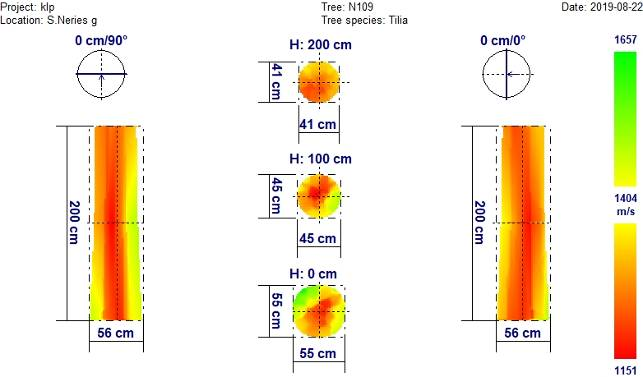 Project: klp
Tree: N109
Date: 2019-08-22
Location: S.Neries g
Tree species: Tilia
0 cm/90°
H: 200 cm
0 cm/0°
1657
41 cm
41 cm
200 cm
H: 100 cm
200 cm
1404
m/s
45 cm
45 cm
H: 0 cm
55 cm
56 cm
55 cm
56 cm
1151